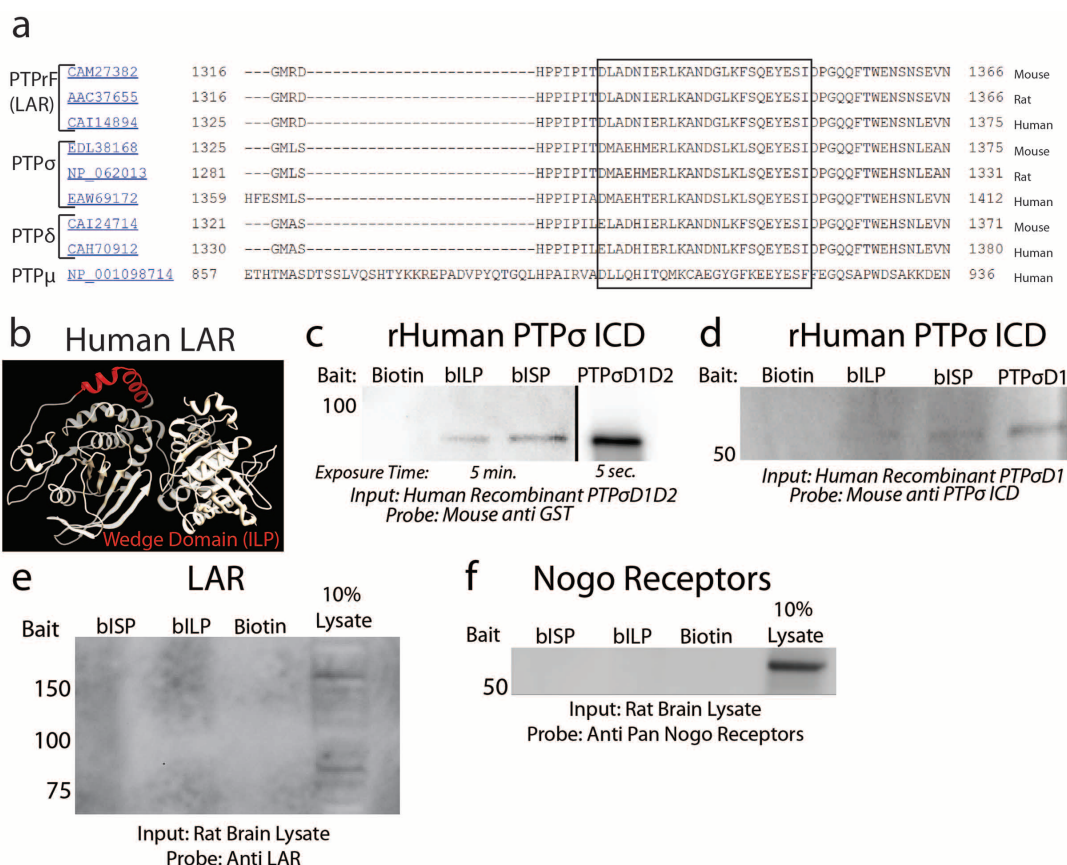 a
PTPrF (LAR)
CAM27382 1316 ---GMRD-----------------------------HPPIPITDLADNIERLKANDGLKFSQEYESIDPGQQFTWENSNSEVN 1366 Mouse
AAC37655 1316 ---GMRD-----------------------------HPPIPITDLADNIERLKANDGLKFSQEYESIDPGQQFTWENSNSEVN 1366 Rat
CAI14894 1325 ---GMRD-----------------------------HPPIPITDLADNIERLKANDGLKFSQEYESIDPGQQFTWENSNSEVN 1375 Human
PTPσ
EDL38168 1325 ---GMLS-----------------------------HPPIPITDMAEHMERLKANDSLKLSQEYESIDPGQQFTWEHSNLEAN 1375 Mouse
NP_062013 1281 ---GMLS-----------------------------HPPIPITDMAEHMERLKANDSLKLSQEYESIDPGQQFTWEHSNLEAN 1331 Rat
EAW69172 1359 HFESMLS-----------------------------HPPIPIADMAEHTERLKANDSLKLSQEYESIDPGQQFTWEHSNLEVN 1412 Human
PTPδ
CAI24714 1321 ---GMAS-----------------------------HPPIPILELADHIERLKANDNLKFSQEYESIDPGQQFTWEHSNLEVN 1371 Mouse
CAH70912 1330 ---GMAS-----------------------------HPPIPILELADHIERLKANDNLKFSQEYESIDPGQQFTWEHSNLEVN 1380 Human
PTPμ NP_001098714 857 ETHTMASDTSSLVQSHTYKKREPADVPYQTGQLHPAIRVADLLQHITQMKCAEGYGFKEEYESFFEGQSAPWDSAKKDEN 936 Human
b Human LAR
Wedge Domain (ILP)
c rHuman PTPσ ICD
Bait: Biotin bILP bISP PTPσD1D2
100
Exposure Time: 5 min. 5 sec.
Input: Human Recombinant PTPσD1D2
Probe: Mouse anti GST
d rHuman PTPσ ICD
Bait: Biotin bILP bISP PTPσD1
50
Input: Human Recombinant PTPσD1
Probe: Mouse anti PTPσ ICD
e LAR
Bait bISP bILP Biotin 10% Lysate
150
100
75
Input: Rat Brain Lysate
Probe: Anti LAR
f Nogo Receptors
Bait bISP bILP Biotin 10% Lysate
50
Input: Rat Brain Lysate
Probe: Anti Pan Nogo Receptors